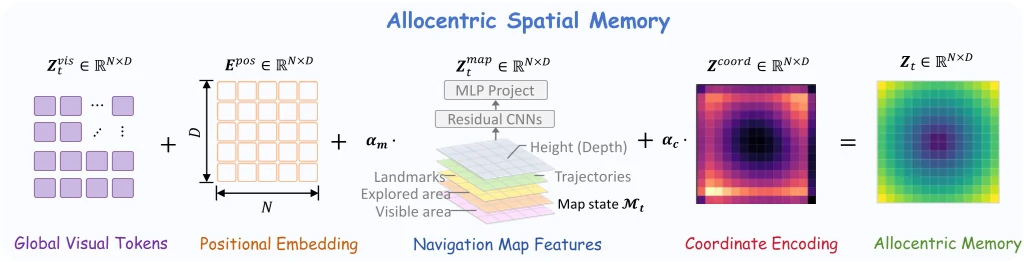 Allocentric Spatial Memory
Z_t^{vis} ∈ ℝ^{N×D}
E^{pos} ∈ ℝ^{N×D}
Z_t^{map} ∈ ℝ^{N×D}
Z^{coord} ∈ ℝ^{N×D}
Z_t ∈ ℝ^{N×D}
MLP Project
Residual CNNs
... 
+ D + α_m · + α_c · =
Height (Depth)
Landmarks
Trajectories
Explored area
Map state M_t
Visible area
N
Global Visual Tokens
Positional Embedding
Navigation Map Features
Coordinate Encoding
Allocentric Memory